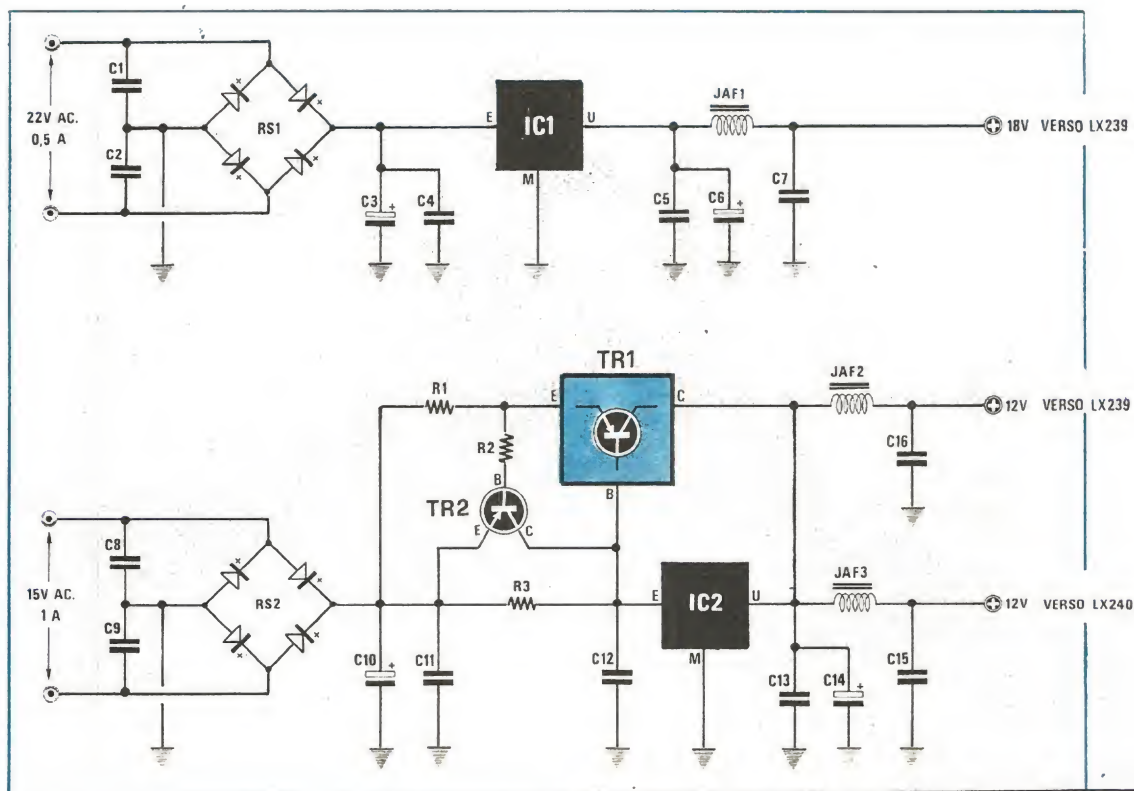 C1
22V AC.
0,5 A
C2
RS1
C3
+
C4
E
IC1
U
M
JAF1
C5
C6
+
C7
18V VERSO LX239
TR1
R1
E
C
B
R2
B
TR2
E
C
JAF2
12V VERSO LX239
C16
C8
15V AC.
1 A
C9
RS2
R3
E
IC2
U
M
JAF3
12V VERSO LX240
C10
+
C11
C12
C13
C14
+
C15